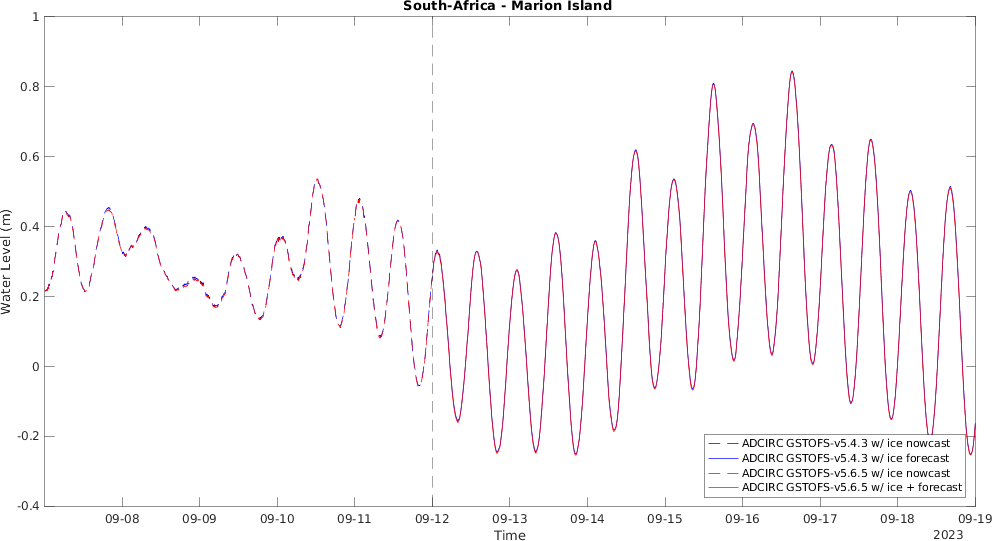 South-Africa - Marion Island
1
0.8
0.6
0.4
0.2
0
-0.2
-0.4
Water Level (m)
ADCIRC GSTOFS-v5.4.3 w/ ice nowcast
ADCIRC GSTOFS-v5.4.3 w/ ice forecast
ADCIRC GSTOFS-v5.6.5 w/ ice nowcast
ADCIRC GSTOFS-v5.6.5 w/ ice + forecast
09-08 09-09 09-10 09-11 09-12 09-13 09-14 09-15 09-16 09-17 09-18 09-19
Time
2023